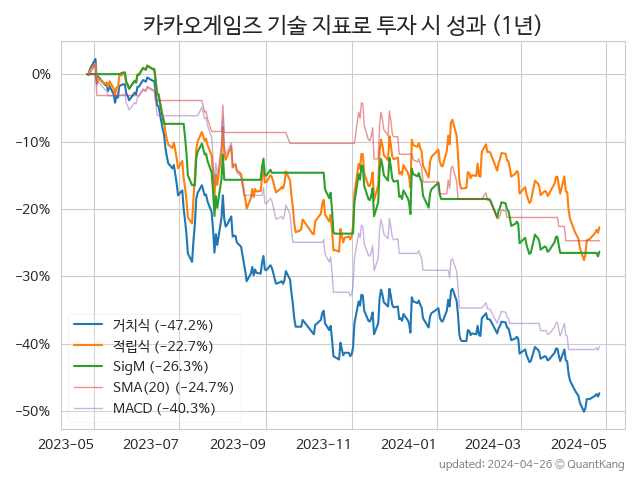 카카오게임즈 기술 지표로 투자 시 성과 (1년)
0%
−10%
−20%
−30%
−40%
−50%
거치식 (−47.2%)
적립식 (−22.7%)
SigM (−26.3%)
SMA(20) (−24.7%)
MACD (−40.3%)
2023-05 2023-07 2023-09 2023-11 2024-01 2024-03 2024-05
updated: 2024-04-26 © QuantKang